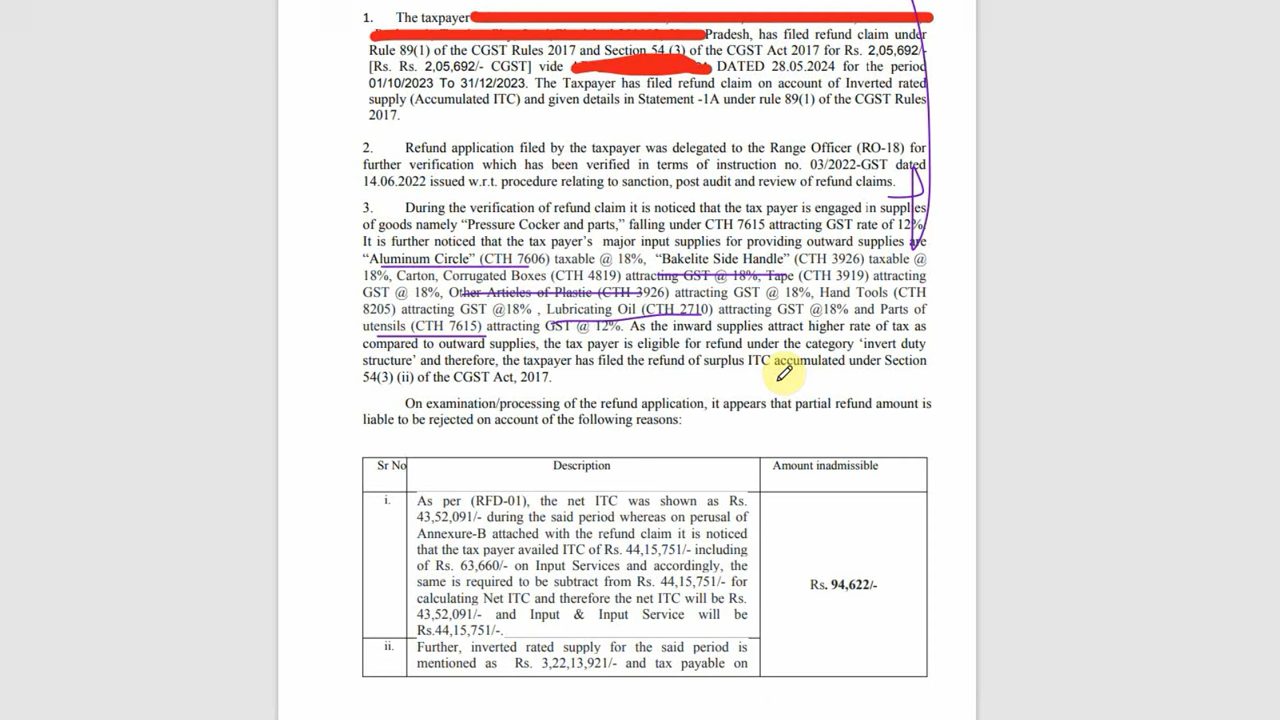 1. The taxpayer
Pradesh, has filed refund claim under
Rule 89(1) of the CGST Rules 2017 and Section 54 (3) of the CGST Act 2017 for Rs. 2,05,692/-
[Rs. Rs. 2,05,692/- CGST] vide DATED 28.05.2024 for the period
01/10/2023 To 31/12/2023. The Taxpayer has filed refund claim on account of Inverted rated
supply (Accumulated ITC) and given details in Statement -1A under rule 89(1) of the CGST Rules
2017.
2. Refund application filed by the taxpayer was delegated to the Range Officer (RO-18) for
further verification which has been verified in terms of instruction no. 03/2022-GST dated
14.06.2022 issued w.r.t. procedure relating to sanction, post audit and review of refund claims.
3. During the verification of refund claim it is noticed that the tax payer is engaged in supplies
of goods namely “Pressure Cocker and parts,” falling under CTH 7615 attracting GST rate of 12%.
It is further noticed that the tax payer’s major input supplies for providing outward supplies are
“Aluminum Circle” (CTH 7606) taxable @ 18%, “Bakelite Side Handle” (CTH 3926) taxable @
18%, Carton, Corrugated Boxes (CTH 4819) attracting GST @ 18%, Tape (CTH 3919) attracting
GST @ 18%, Other Articles of Plastic (CTH 3926) attracting GST @ 18%, Hand Tools (CTH
8205) attracting GST @18% , Lubricating Oil (CTH 2710) attracting GST @18% and Parts of
utensils (CTH 7615) attracting GST @ 12%. As the inward supplies attract higher rate of tax as
compared to outward supplies, the tax payer is eligible for refund under the category ‘invert duty
structure’ and therefore, the taxpayer has filed the refund of surplus ITC accumulated under Section
54(3) (ii) of the CGST Act, 2017.
On examination/processing of the refund application, it appears that partial refund amount is
liable to be rejected on account of the following reasons:
Sr No Description Amount inadmissible
i. As per (RFD-01), the net ITC was shown as Rs.
43,52,091/- during the said period whereas on perusal of
Annexure-B attached with the refund claim it is noticed
that the tax payer availed ITC of Rs. 44,15,751/- including
of Rs. 63,660/- on Input Services and accordingly, the
same is required to be subtract from Rs. 44,15,751/- for
calculating Net ITC and therefore the net ITC will be Rs.
43,52,091/- and Input & Input Service will be
Rs.44,15,751/-.
Rs. 94,622/-
ii. Further, inverted rated supply for the said period is
mentioned as Rs. 3,22,13,921/- and tax payable on